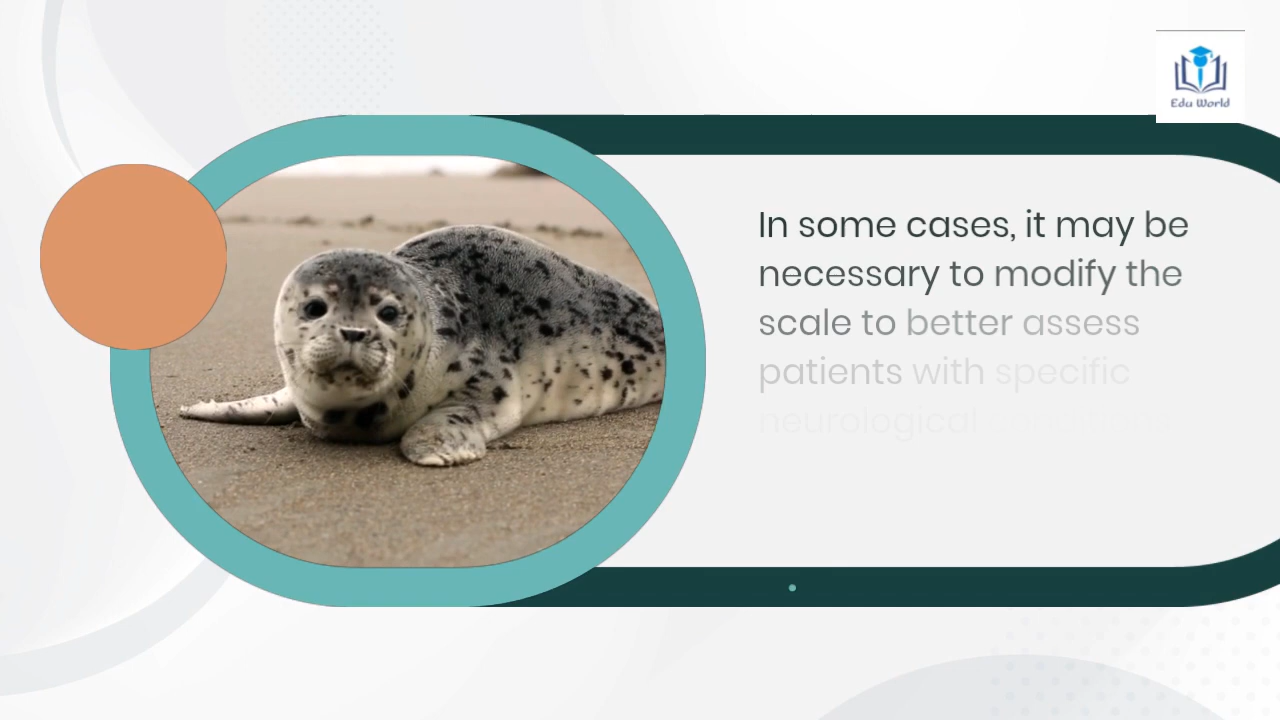 Edu World
In some cases, it may be
necessary to modify the
scale to better assess
patients with specific
neurological